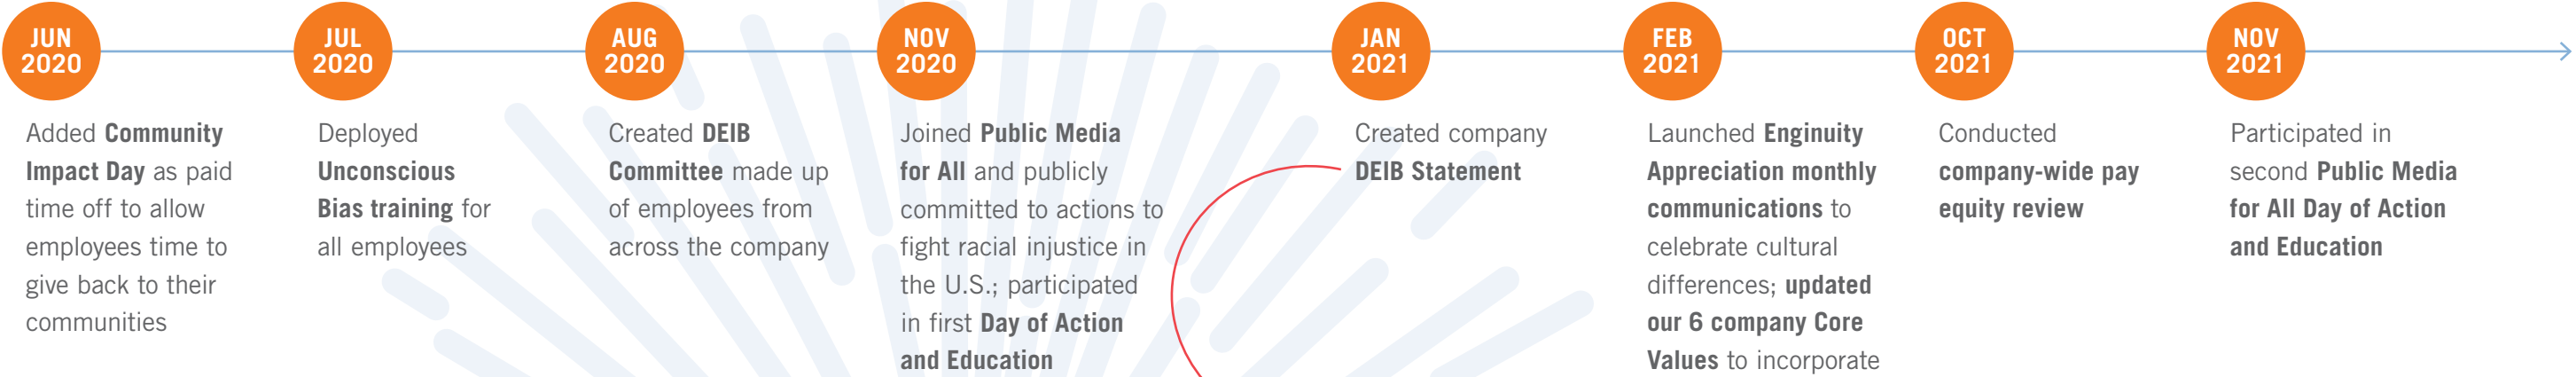 JUN
2020
Added Community
Impact Day as paid
time off to allow
employees time to
give back to their
communities
JUL
2020
Deployed
Unconscious
Bias training for
all employees
AUG
2020
Created DEIB
Committee made up
of employees from
across the company
NOV
2020
Joined Public Media
for All and publicly
committed to actions to
fight racial injustice in
the U.S.; participated
in first Day of Action
and Education
JAN
2021
Created company
DEIB Statement
FEB
2021
Launched Enginuity
Appreciation monthly
communications to
celebrate cultural
differences; updated
our 6 company Core
Values to incorporate
OCT
2021
Conducted
company-wide pay
equity review
NOV
2021
Participated in
second Public Media
for All Day of Action
and Education